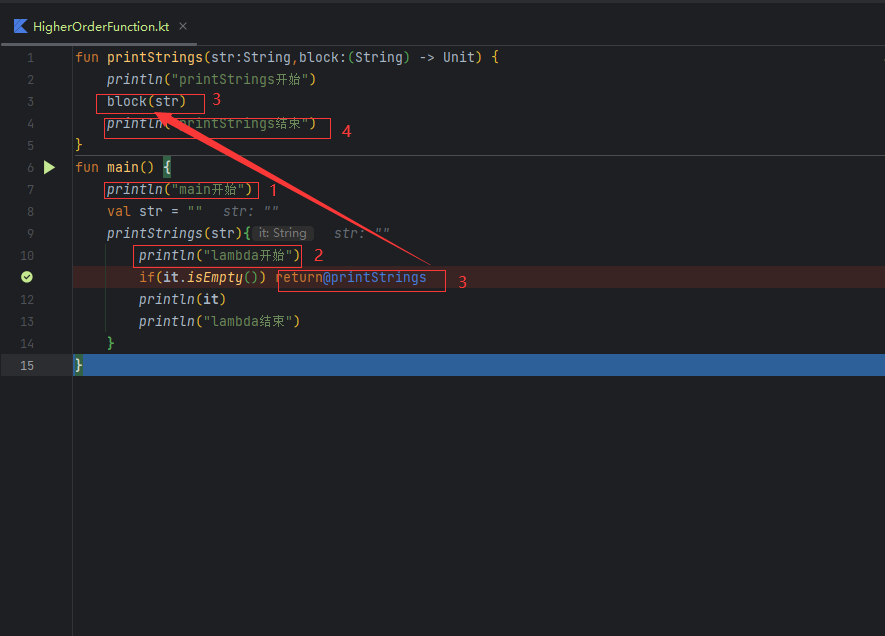 HigherOrderFunction.kt
1 fun printStrings(str:String,block:(String) -> Unit) {
2 println("printStrings开始")
3 block(str) 3
4 println("printStrings结束") 4
5 }
6 fun main() {
7 println("main开始") 1
8 val str = "" str: ""
9 printStrings(str){ it: String str: ""
10 println("lambda开始") 2
if(it.isEmpty()) return@printStrings 3
12 println(it)
13 println("lambda结束")
14 }
15 }